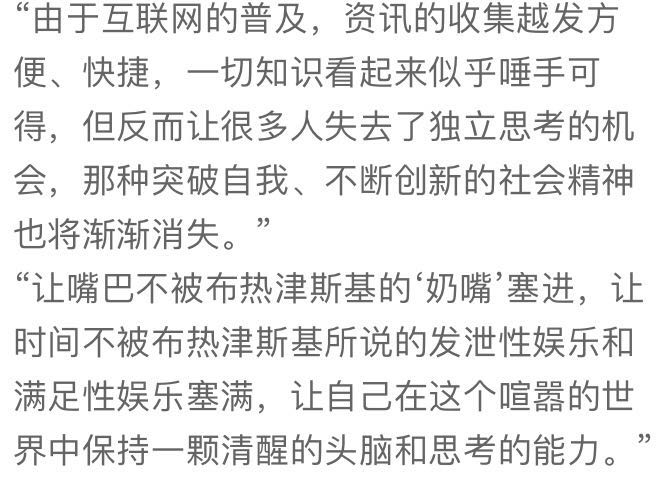 “由于互联网的普及，资讯的收集越发方
便、快捷，一切知识看起来似乎唾手可
得，但反而让很多人失去了独立思考的机
会，那种突破自我、不断创新的社会精神
也将渐渐消失。”
“让嘴巴不被布热津斯基的‘奶嘴’塞进，让
时间不被布热津斯基所说的发泄性娱乐和
满足性娱乐塞满，让自己在这个喧嚣的世
界中保持一颗清醒的头脑和思考的能力。”